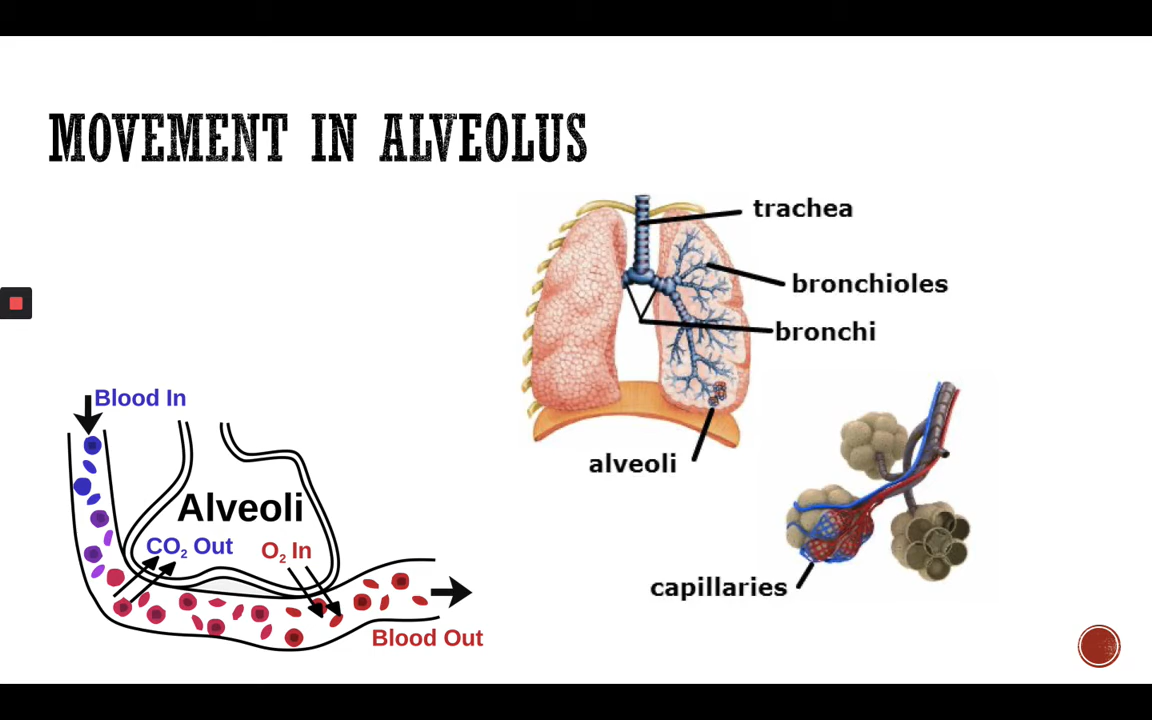 MOVEMENT IN ALVEOLUS
trachea
bronchioles
bronchi
alveoli
capillaries
Blood In
Alveoli
CO₂ Out
O₂ In
Blood Out